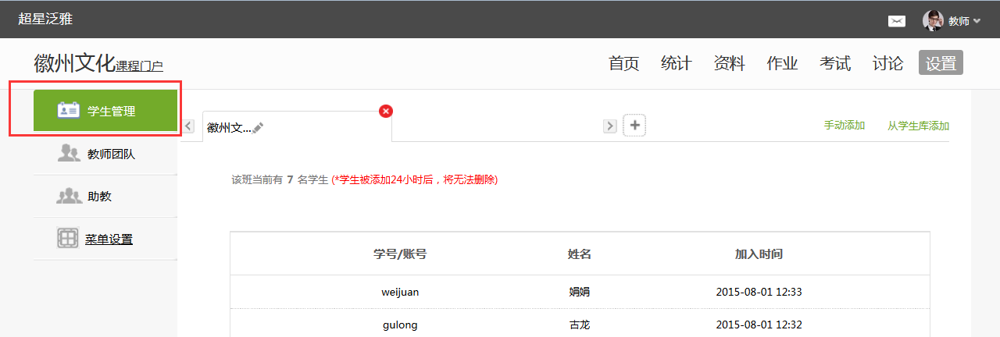 超星泛雅
教师
徽州文化课程门户
首页 统计 资料 作业 考试 讨论 设置
学生管理
教师团队
助教
菜单设置
徽州文...
手动添加 从学生库添加
该班当前有 7 名学生 (*学生被添加24小时后，将无法删除)
学号/账号 姓名 加入时间
weijuan 娟娟 2015-08-01 12:33
gulong 古龙 2015-08-01 12:32